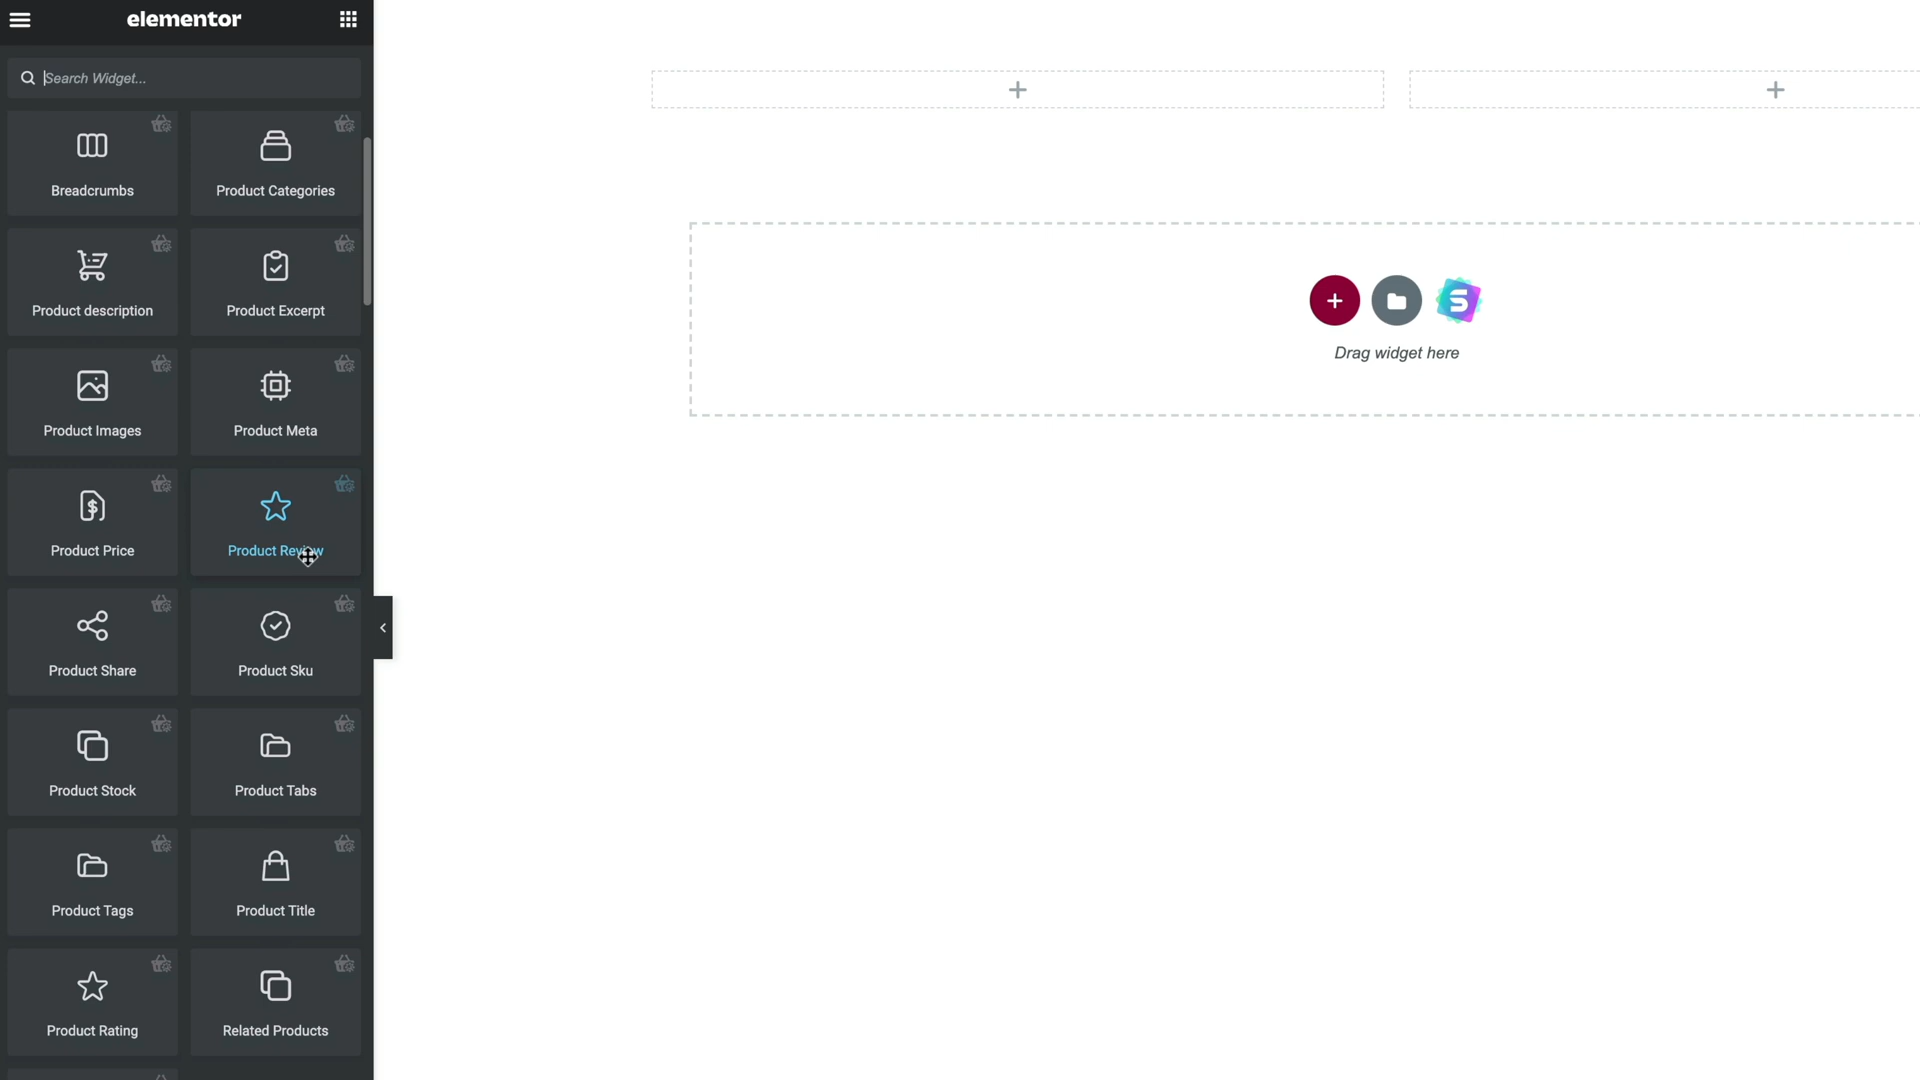 elementor
Search Widget...
Breadcrumbs
Product Categories
Product description
Product Excerpt
Product Images
Product Meta
Product Price
Product Review
Product Share
Product Sku
Product Stock
Product Tabs
Product Tags
Product Title
Product Rating
Related Products
Drag widget here